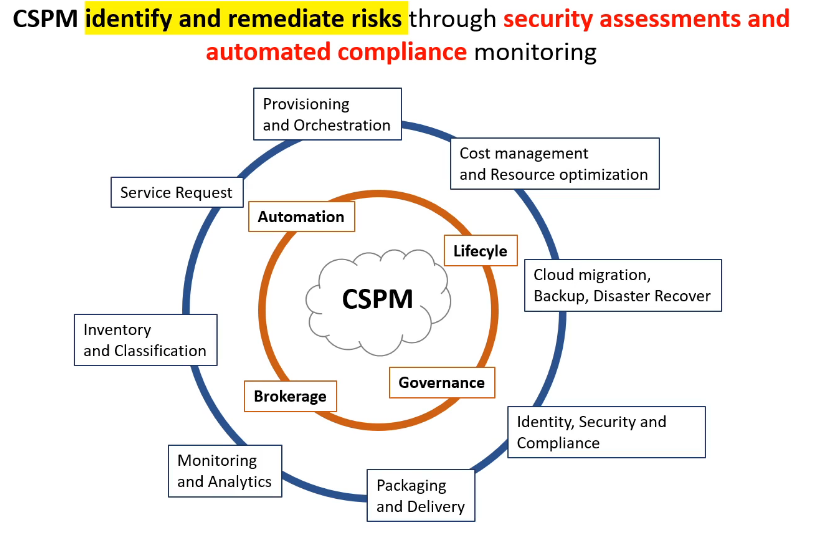 CSPM identify and remediate risks through security assessments and
automated compliance monitoring
Provisioning
and Orchestration
Cost management
and Resource optimization
Service Request
Automation
Lifecyle
CSPM
Cloud migration,
Backup, Disaster Recover
Inventory
and Classification
Governance
Brokerage
Identity, Security and
Compliance
Monitoring
and Analytics
Packaging
and Delivery